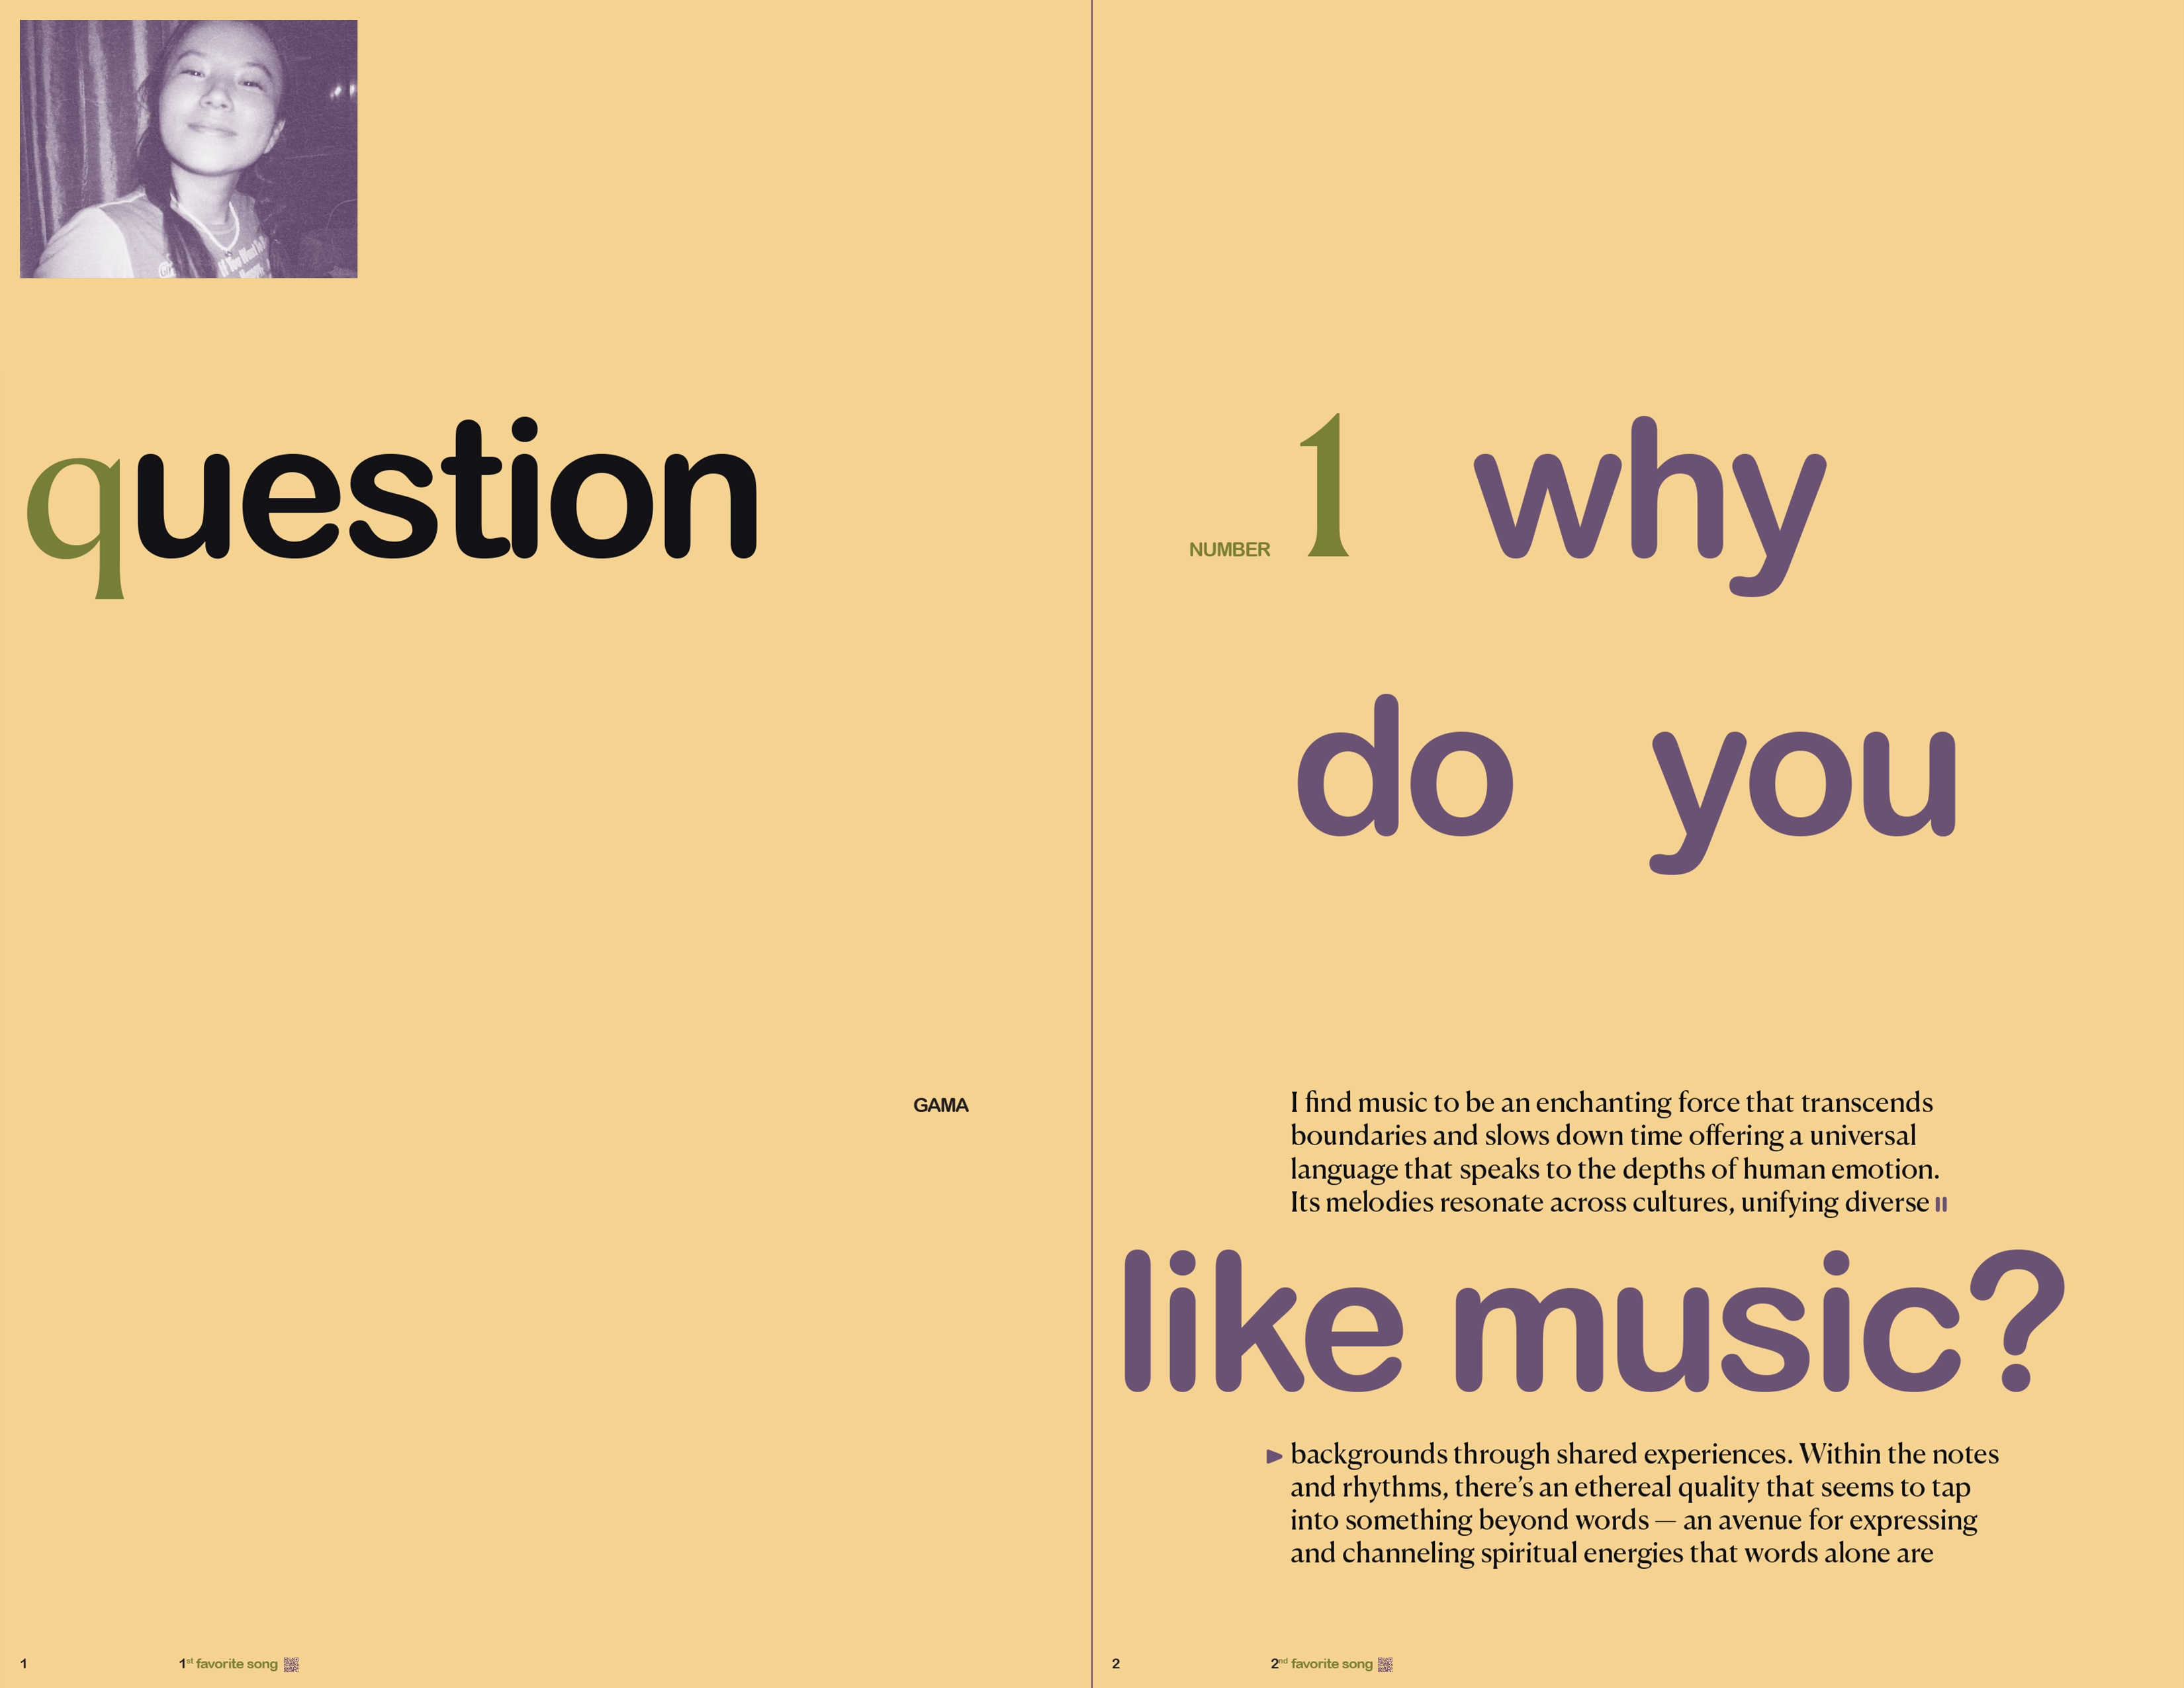 question
GAMA
1
1st favorite song
NUMBER 1 why
do you
I find music to be an enchanting force that transcends
boundaries and slows down time offering a universal
language that speaks to the depths of human emotion.
Its melodies resonate across cultures, unifying diverse
like music?
backgrounds through shared experiences. Within the notes
and rhythms, there’s an ethereal quality that seems to tap
into something beyond words — an avenue for expressing
and channeling spiritual energies that words alone are
2
2nd favorite song